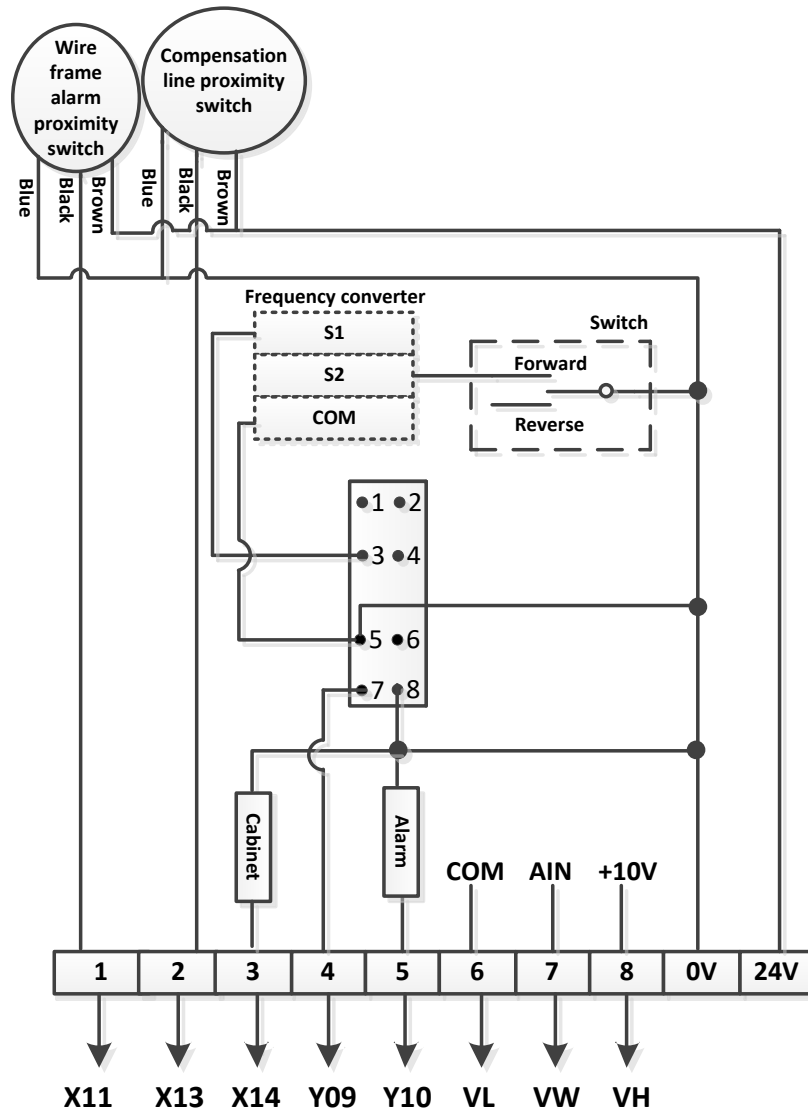 Wire
frame
alarm
proximity
switch
Compensation
line proximity
switch
Blue
Black
Brown
Blue
Black
Brown
Frequency converter
S1
S2
COM
Switch
Forward
Reverse
1 2
3 4
5 6
7 8
Cabinet
Alarm
COM AIN +10V
1 2 3 4 5 6 7 8 0V 24V
X11 X13 X14 Y09 Y10 VL VW VH